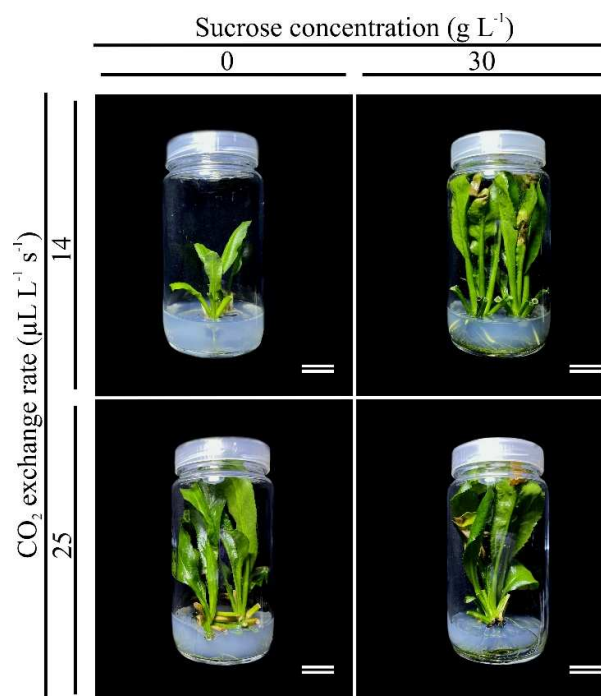 Sucrose concentration (g L⁻¹)
0 30
CO₂ exchange rate (µL L⁻¹ s⁻¹)
14
25